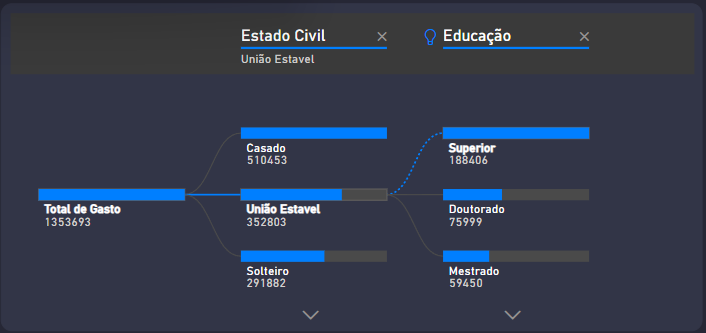 Estado Civil
Educação
União Estavel
Casado
510453
Superior
188406
Total de Gasto
1353693
União Estavel
352803
Doutorado
75999
Solteiro
291882
Mestrado
59450